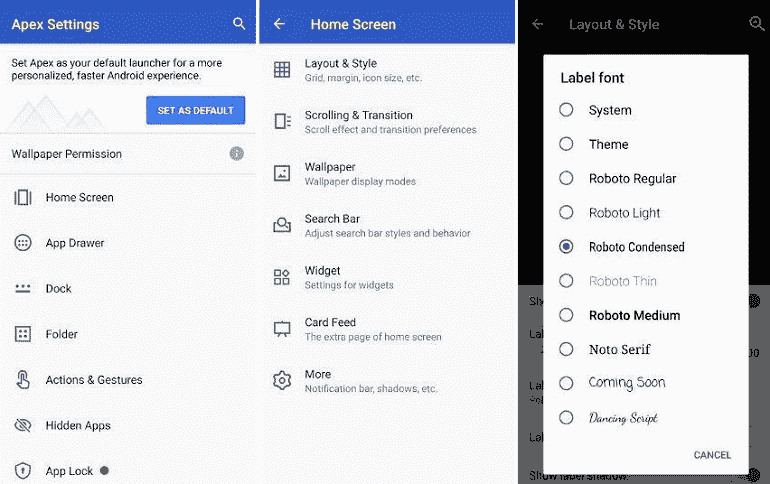 Apex Settings
Set Apex as your default launcher for a more
personalized, faster Android experience.
SET AS DEFAULT
Wallpaper Permission
Home Screen
App Drawer
Dock
Folder
Actions & Gestures
Hidden Apps
App Lock
Home Screen
Layout & Style
Grid, margin, icon size, etc.
Scrolling & Transition
Scroll effect and transition preferences
Wallpaper
Wallpaper display modes
Search Bar
Adjust search bar styles and behavior
Widget
Settings for widgets
Card Feed
The extra page of home screen
More
Notification bar, shadows, etc.
Layout & Style
Label font
System
Theme
Roboto Regular
Roboto Light
Roboto Condensed
Roboto Thin
Roboto Medium
Noto Serif
Coming Soon
Dancing Script
CANCEL
Show label shadow